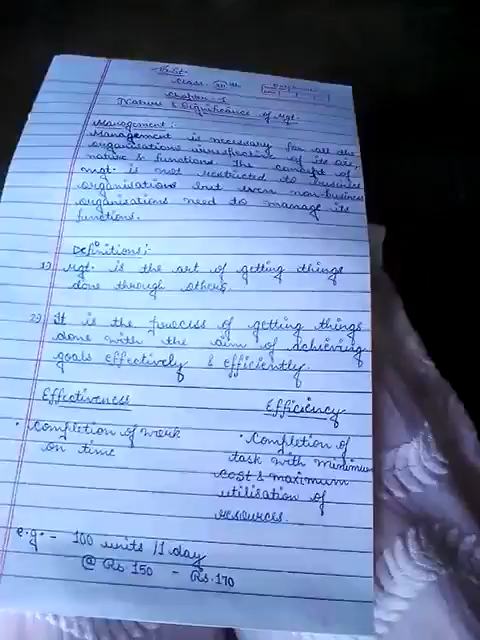 B.St.
Class - XIIth
Chapter - 1
Nature & Significance of Mgt.
Management :
Management is necessary for all the
organisations irrespective of its size,
nature & functions. The concept of
mgt. is not restricted to business
organisations but even non-business
organisations need to manage its
functions.
Definitions :-
1) Mgt. is the art of getting things
done through others.
2) It is the process of getting things
done with the aim of achieving
goals effectively & efficiently.
Effectiveness Efficiency
• Completion of work
on time
• Completion of
task with minimum
cost & maximum
utilisation of
resources.
e.g. - 100 units /1 day
@ Rs 150 - Rs. 170